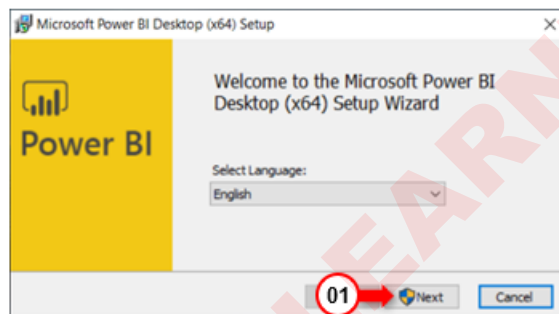 Microsoft Power BI Desktop (x64) Setup
Welcome to the Microsoft Power BI
Desktop (x64) Setup Wizard
Power BI
Select Language:
English
01
Next
Cancel
LEARN